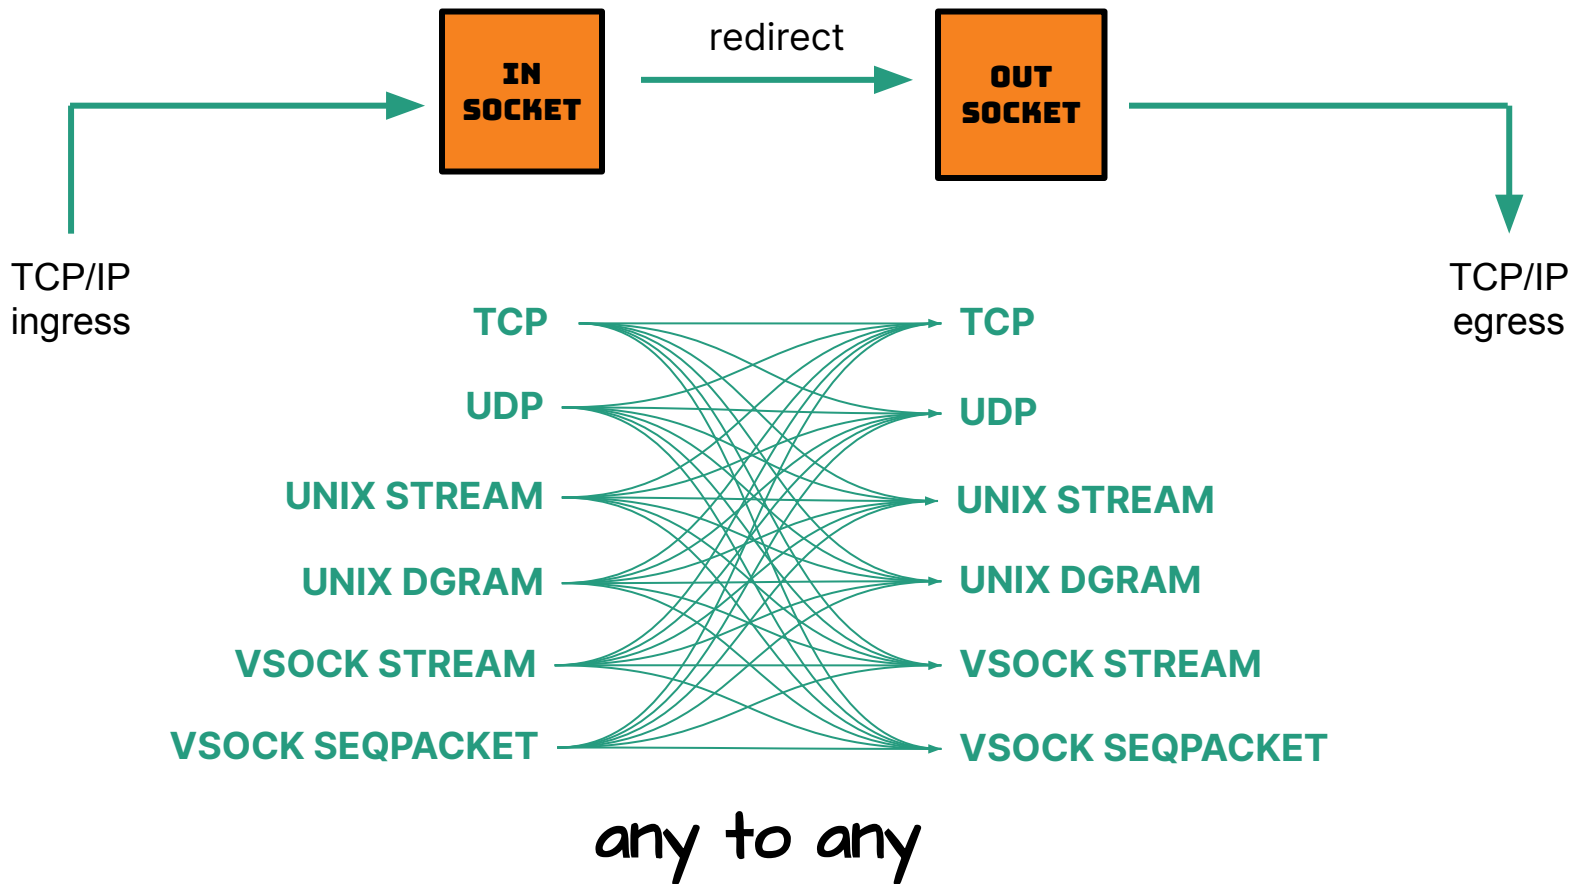 IN
SOCKET
redirect
OUT
SOCKET
TCP/IP
ingress
TCP/IP
egress
TCP
UDP
UNIX STREAM
UNIX DGRAM
VSOCK STREAM
VSOCK SEQPACKET
TCP
UDP
UNIX STREAM
UNIX DGRAM
VSOCK STREAM
VSOCK SEQPACKET
any to any